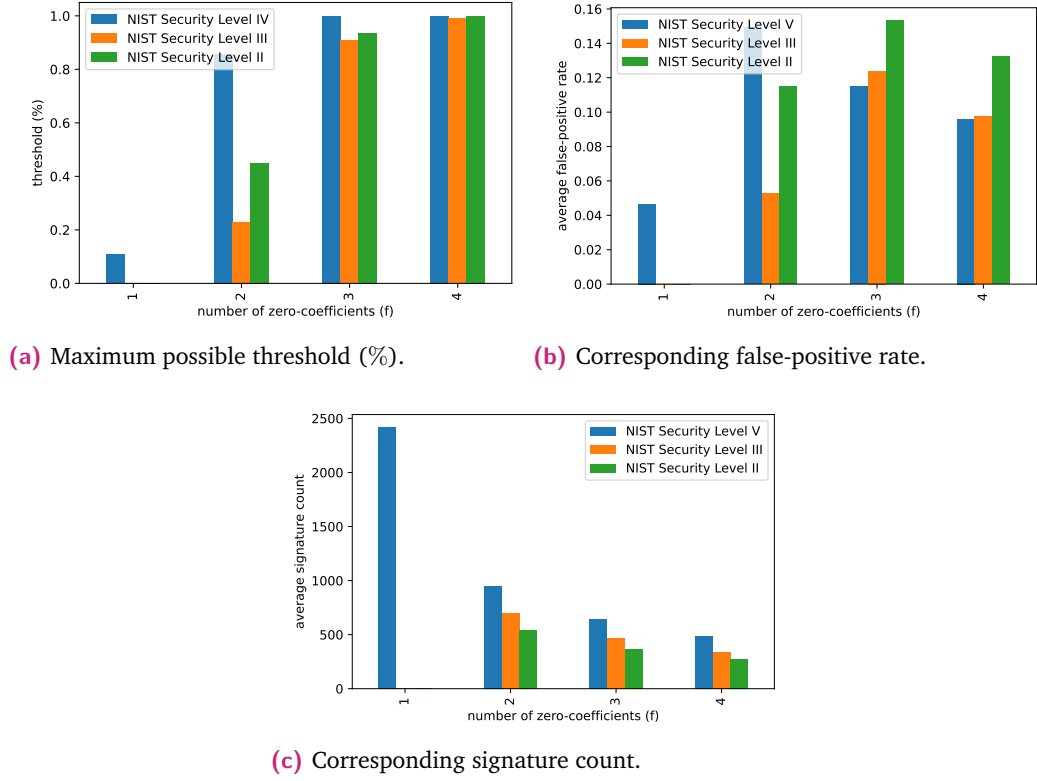 NIST Security Level IV
NIST Security Level III
NIST Security Level II
1.0
0.8
0.6
0.4
0.2
0.0
threshold (%)
1 2 3 4
number of zero-coefficients (f)
(a) Maximum possible threshold (%).
NIST Security Level V
NIST Security Level III
NIST Security Level II
0.16
0.14
0.12
0.10
0.08
0.06
0.04
0.02
0.00
average false-positive rate
1 2 3 4
number of zero-coefficients (f)
(b) Corresponding false-positive rate.
NIST Security Level V
NIST Security Level III
NIST Security Level II
2500
2000
1500
1000
500
0
average signature count
1 2 3 4
number of zero-coefficients (f)
(c) Corresponding signature count.